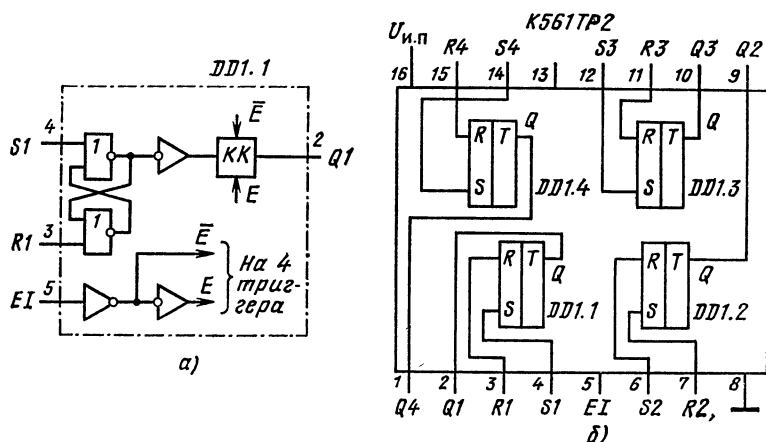 DD1.1
S1 4
1
R1 3
1
EI 5
E̅
КК
E
2 Q1
E̅
E
На 4
триг-
гера
а)
К561ТР2
Uи.п R4 S4 S3 R3 Q3 Q2
16 15 14 13 12 11 10 9
R T Q
S
DD1.4
R T Q
S
DD1.3
R T Q
S
DD1.1
R T Q
S
DD1.2
1 2 3 4 5 6 7 8
Q4 Q1 R1 S1 EI S2 R2,
б)